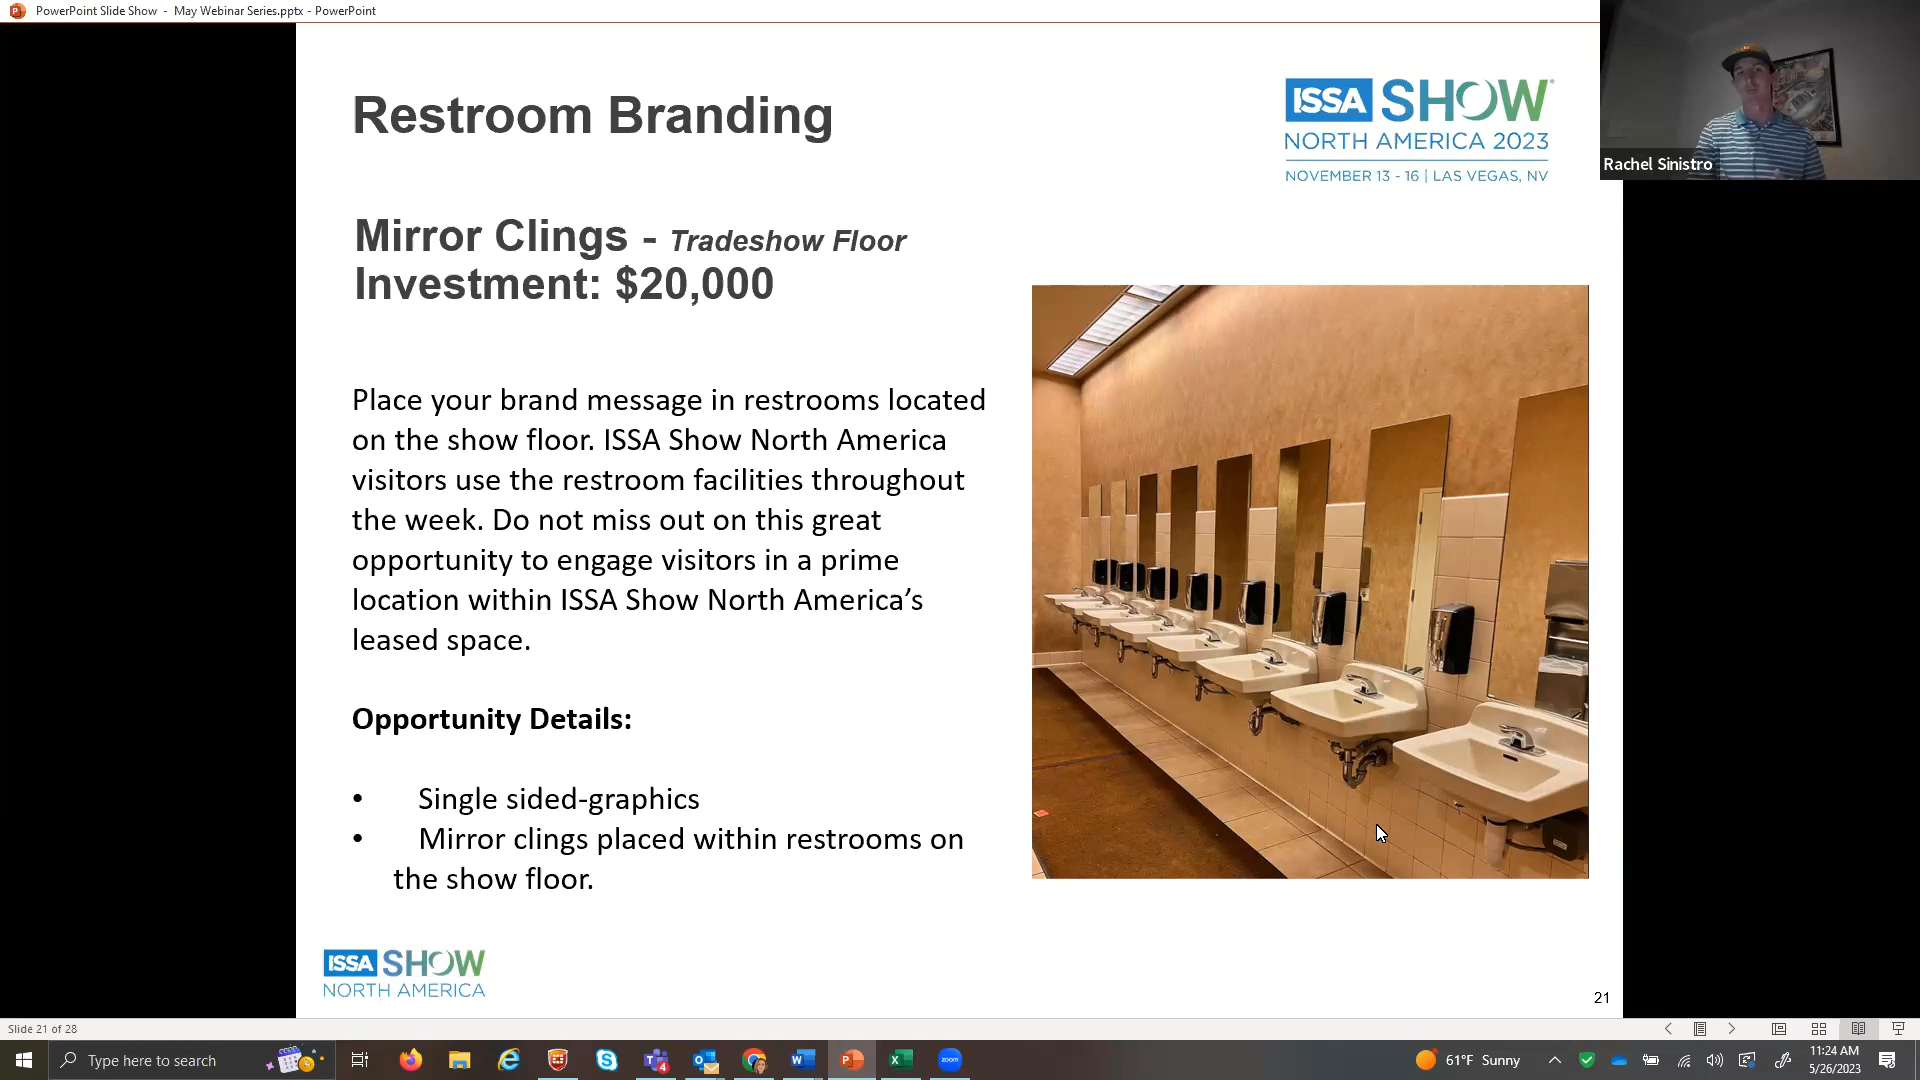 PowerPoint Slide Show - May Webinar Series.pptx - PowerPoint
Restroom Branding
ISSA SHOW
NORTH AMERICA 2023
NOVEMBER 13 - 16 | LAS VEGAS, NV
Rachel Sinistro
Mirror Clings - Tradeshow Floor
Investment: $20,000
Place your brand message in restrooms located
on the show floor. ISSA Show North America
visitors use the restroom facilities throughout
the week. Do not miss out on this great
opportunity to engage visitors in a prime
location within ISSA Show North America’s
leased space.
Opportunity Details:
• Single sided-graphics
• Mirror clings placed within restrooms on
the show floor.
ISSA SHOW
NORTH AMERICA
21
Slide 21 of 28
Type here to search
4
zoom
61°F Sunny
11:24 AM
5/26/2023